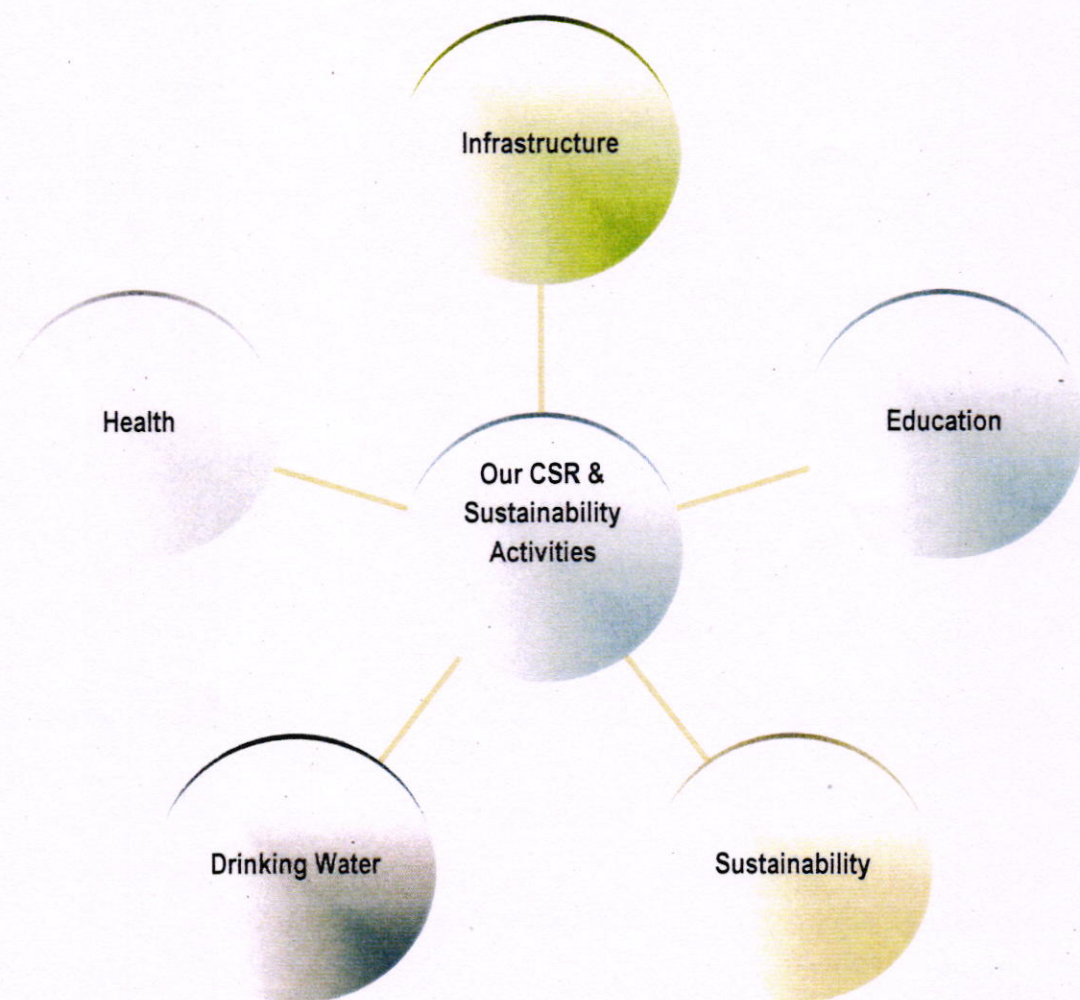 Infrastructure
Health
Education
Our CSR &
Sustainability
Activities
Drinking Water
Sustainability